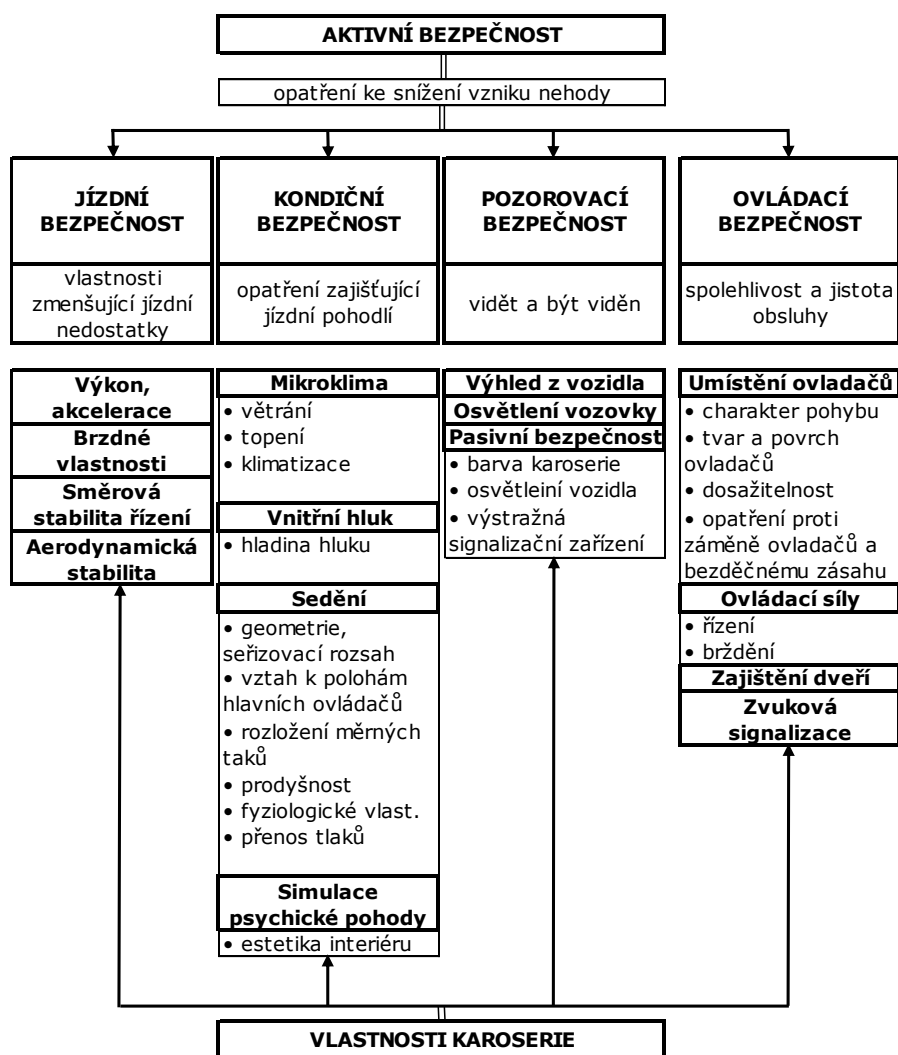 AKTIVNÍ BEZPEČNOST
opatření ke snížení vzniku nehody
JÍZDNÍ
BEZPEČNOST
vlastnosti
zmenšující jízdní
nedostatky
KONDIČNÍ
BEZPEČNOST
opatření zajišťující
jízdní pohodlí
POZOROVACÍ
BEZPEČNOST
vidět a být viděn
OVLÁDACÍ
BEZPEČNOST
spolehlivost a jistota
obsluhy
Výkon,
akcelerace
Brzdné
vlastnosti
Směrová
stabilita řízení
Aerodynamická
stabilita
Mikroklima
• větrání
• topení
• klimatizace
Vnitřní hluk
• hladina hluku
Sedění
• geometrie,
seřizovací rozsah
• vztah k polohám
hlavních ovládačů
• rozložení měrných
taků
• prodyšnost
• fyziologické vlast.
• přenos tlaků
Simulace
psychické pohody
• estetika interiéru
Výhled z vozidla
Osvětlení vozovky
Pasivní bezpečnost
• barva karoserie
• osvětleiní vozidla
• výstražná
signalizační zařízení
Umístění ovladačů
• charakter pohybu
• tvar a povrch
ovladačů
• dosažitelnost
• opatření proti
záměně ovladačů a
bezděčnému zásahu
Ovládací síly
• řízení
• brždění
Zajištění dveří
Zvuková
signalizace
VLASTNOSTI KAROSERIE